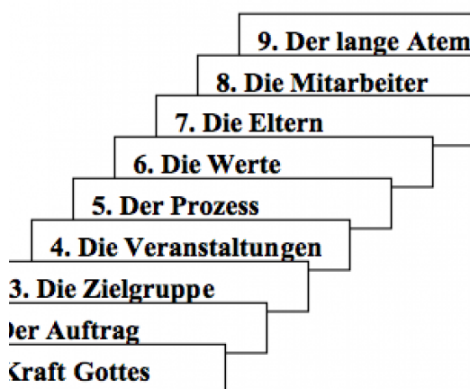 9. Der lange Atem
8. Die Mitarbeiter
7. Die Eltern
6. Die Werte
5. Der Prozess
4. Die Veranstaltungen
3. Die Zielgruppe
Der Auftrag
Kraft Gottes